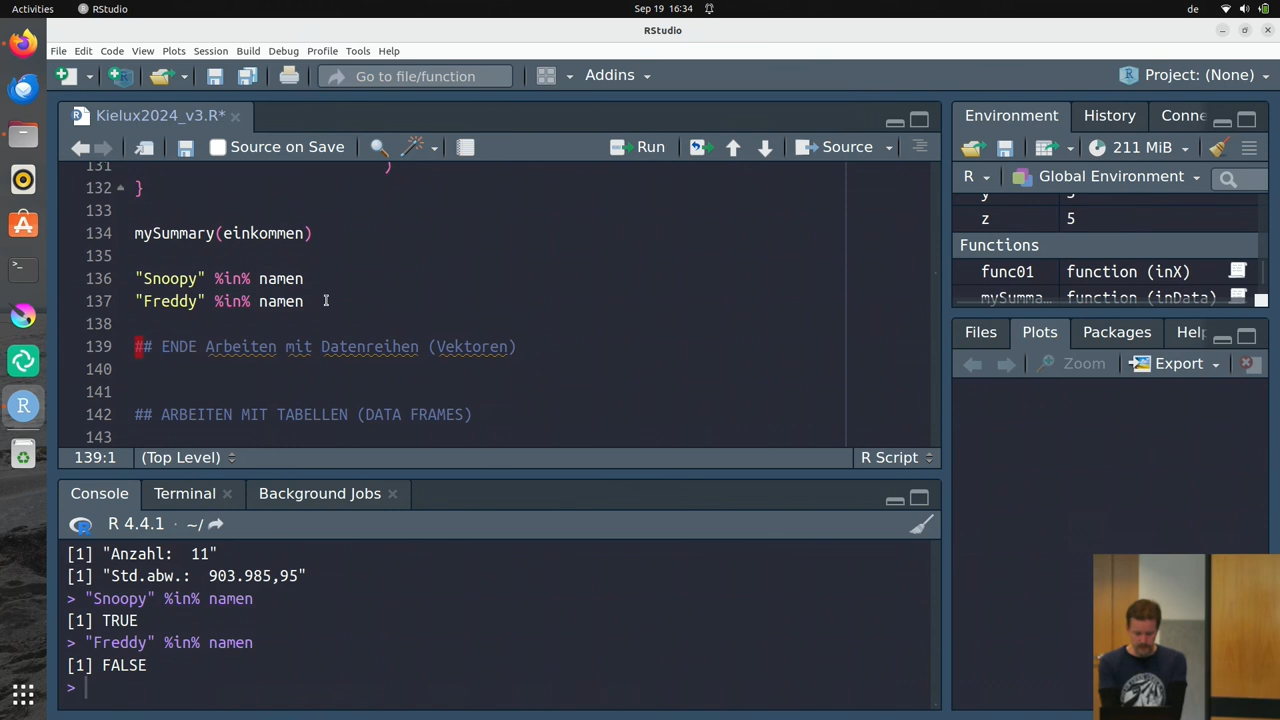 Activities
RStudio
Sep 19 16:34
de
RStudio
File Edit Code View Plots Session Build Debug Profile Tools Help
Go to file/function
Addins
Project: (None)
Kielux2024_v3.R*
Source on Save
Run
Source
131 )
132 }
133
134 mySummary(einkommen)
135
136 "Snoopy" %in% namen
137 "Freddy" %in% namen
138
139 ## ENDE Arbeiten mit Datenreihen (Vektoren)
140
141
142 ## ARBEITEN MIT TABELLEN (DATA FRAMES)
143
139:1 (Top Level) R Script
Console Terminal Background Jobs
R 4.4.1 · ~/
[1] "Anzahl:  11"
[1] "Std.abw.:  903.985,95"
> "Snoopy" %in% namen
[1] TRUE
> "Freddy" %in% namen
[1] FALSE
>
Environment History Conne
211 MiB
R Global Environment
z 5
Functions
func01 function (inX)
mySumma... function (inData)
Files Plots Packages Help
Zoom Export